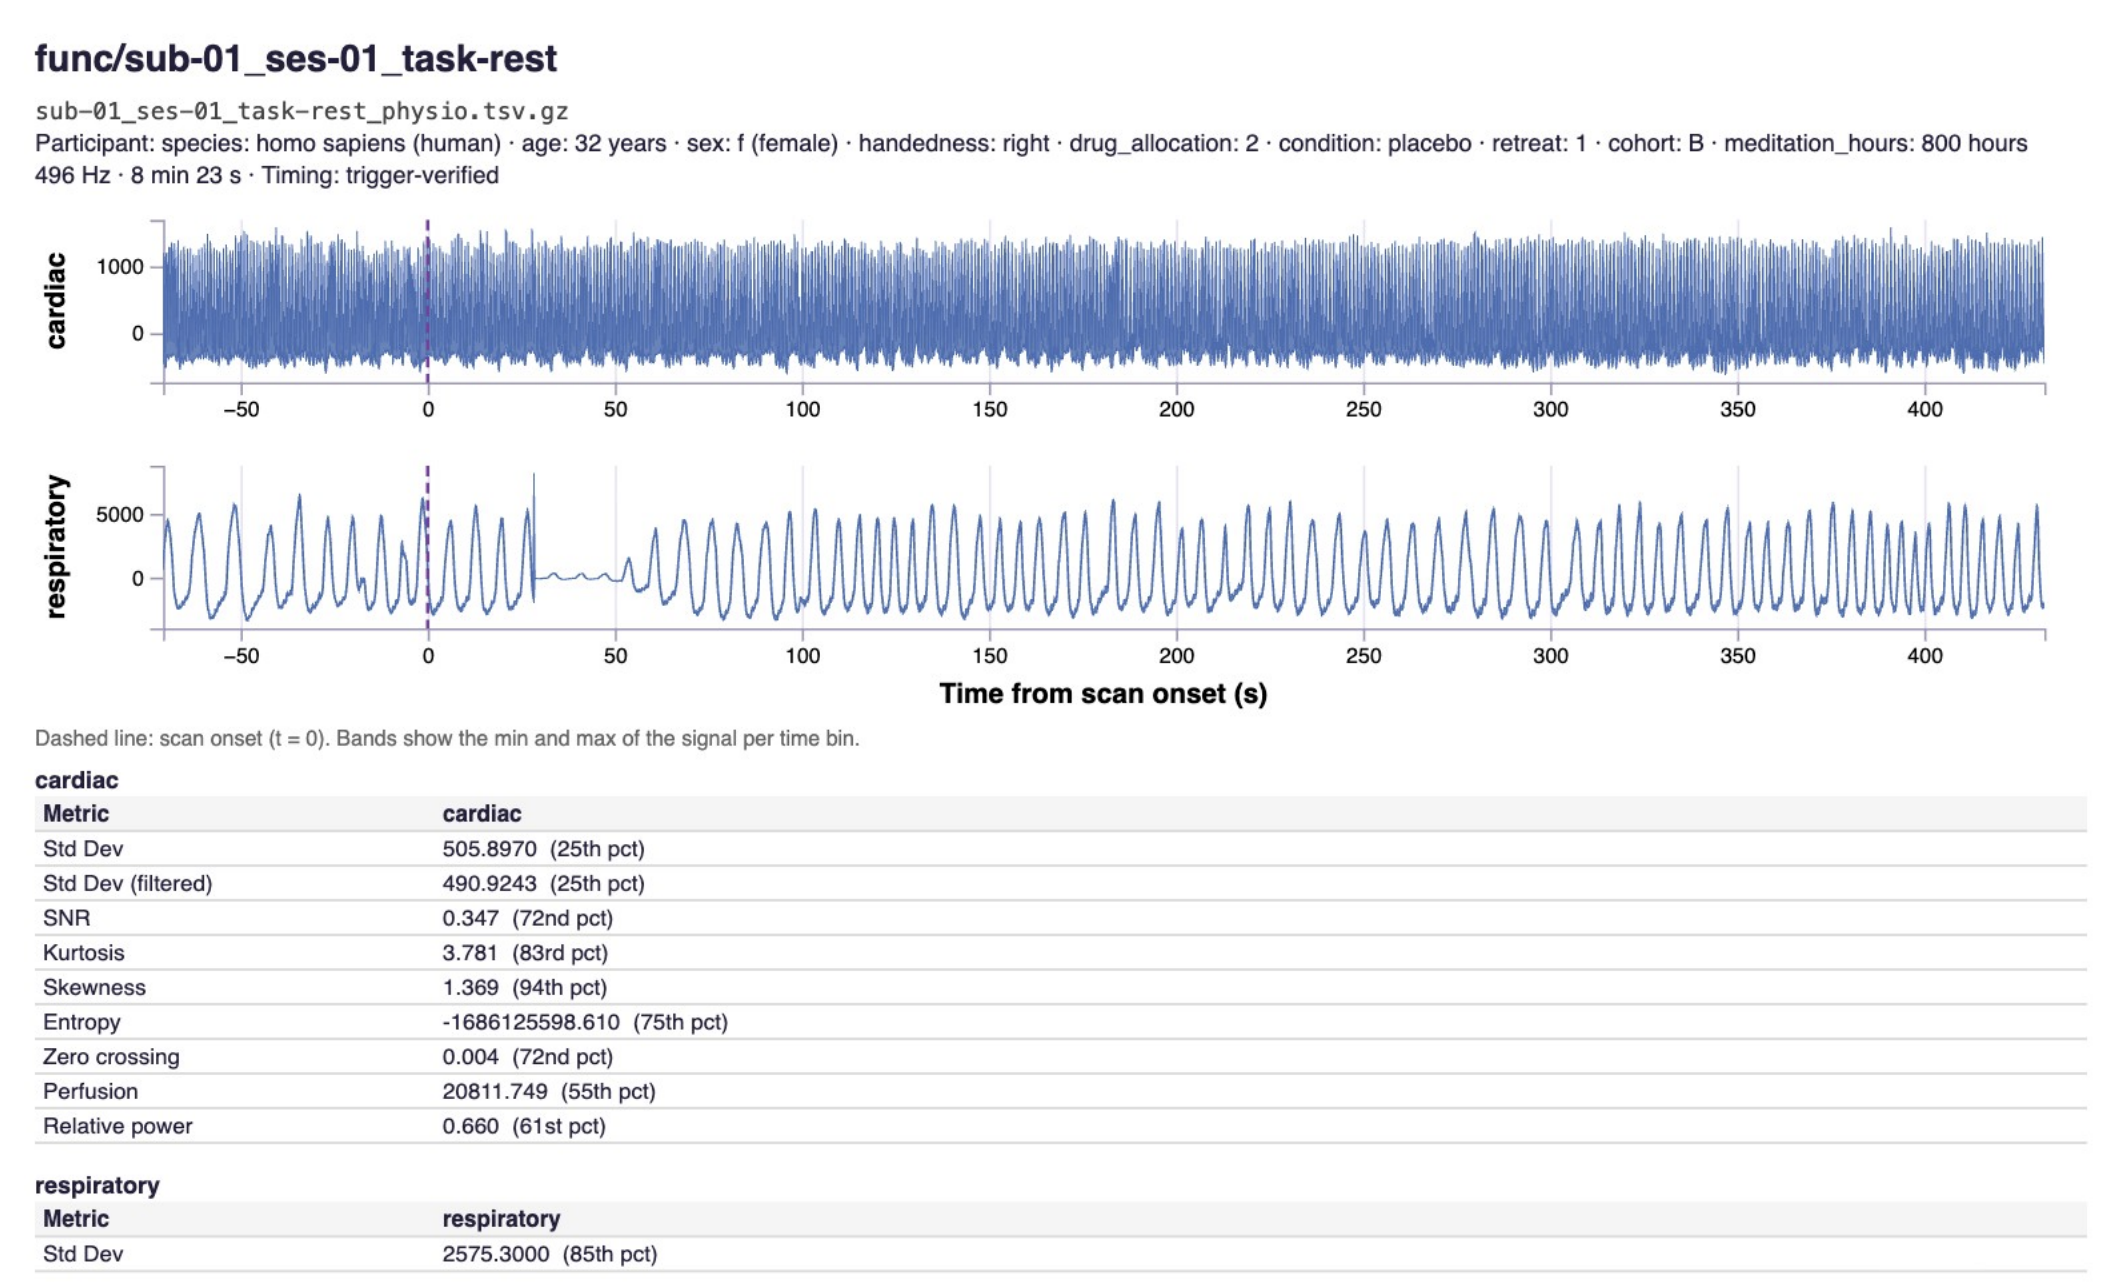 func/sub-01_ses-01_task-rest
sub-01_ses-01_task-rest_physio.tsv.gz
Participant: species: homo sapiens (human) · age: 32 years · sex: f (female) · handedness: right · drug_allocation: 2 · condition: placebo · retreat: 1 · cohort: B · meditation_hours: 800 hours
496 Hz · 8 min 23 s · Timing: trigger-verified
cardiac
1000
0
−50 0 50 100 150 200 250 300 350 400
respiratory
5000
0
−50 0 50 100 150 200 250 300 350 400
Time from scan onset (s)
Dashed line: scan onset (t = 0). Bands show the min and max of the signal per time bin.
cardiac
Metric cardiac
Std Dev 505.8970 (25th pct)
Std Dev (filtered) 490.9243 (25th pct)
SNR 0.347 (72nd pct)
Kurtosis 3.781 (83rd pct)
Skewness 1.369 (94th pct)
Entropy -1686125598.610 (75th pct)
Zero crossing 0.004 (72nd pct)
Perfusion 20811.749 (55th pct)
Relative power 0.660 (61st pct)
respiratory
Metric respiratory
Std Dev 2575.3000 (85th pct)